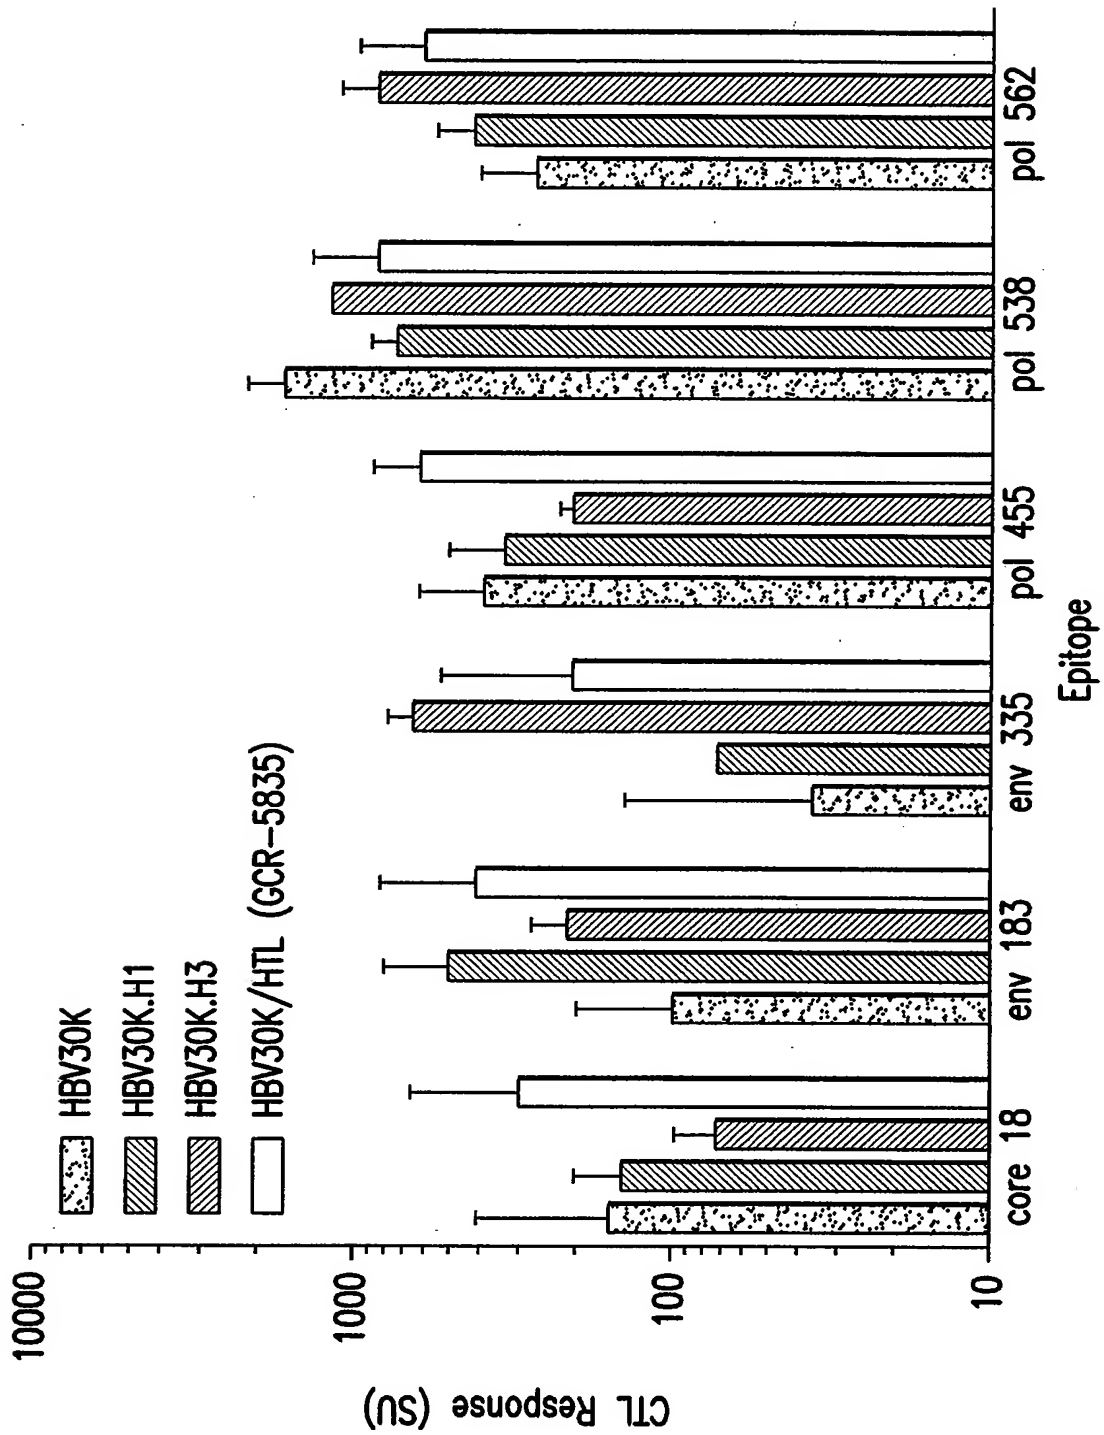 HBV30K
HBV30K.H1
HBV30K.H3
HBV30K/HTL (GCR-5835)
CTL Response (SU)
10000
1000
100
10
core 18
env 183
env 335
pol 455
pol 538
pol 562
Epitope